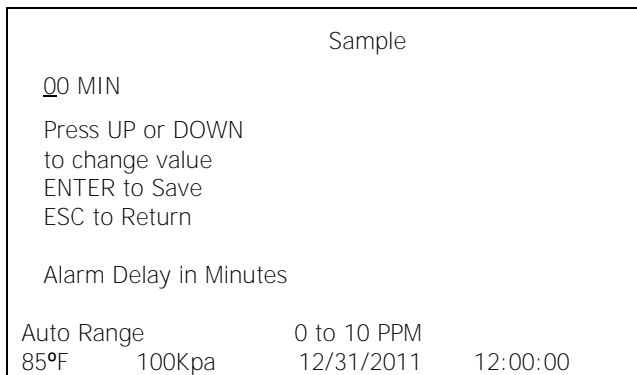 Sample
00 MIN
Press UP or DOWN
to change value
ENTER to Save
ESC to Return
Alarm Delay in Minutes
Auto Range 0 to 10 PPM
85ºF 100Kpa 12/31/2011 12:00:00